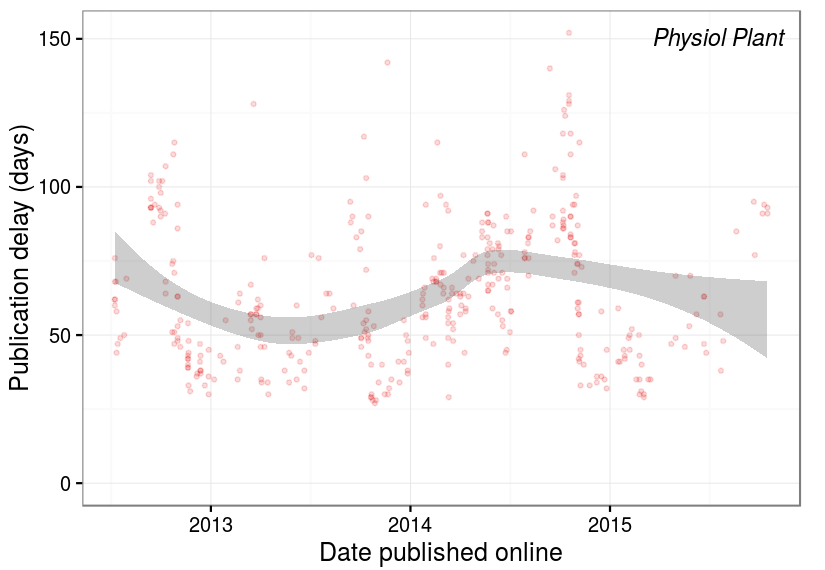 Physiol Plant
150
100
50
0
Publication delay (days)
2013 2014 2015
Date published online